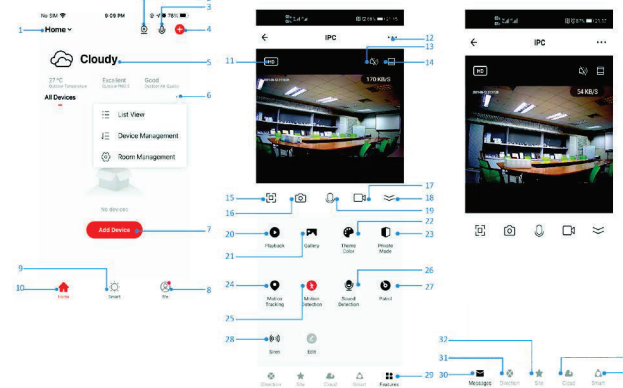 No SIM
9:09 PM
78%
2
3
1
Home
4
Cloudy
5
27°C
Excellent
Good
Outdoor Temperature
Outdoor PM2.5
Outdoor Air Quality
All Devices
6
List View
Device Management
Room Management
No devices
Add Device
7
9
10
8
Home
Smart
Me
IPC
12
13
11
HD
14
170 KB/S
15
16
17
18
19
20
21
22
23
Playback
Gallery
Theme
Color
Private
Mode
24
25
26
27
Motion
Tracking
Motion
Detection
Sound
Detection
Patrol
28
Siren
Edit
29
Direction
Site
Cloud
Smart
Features
IPC
HD
54 KB/S
32
31
30
Messages
Direction
Site
Cloud
Smart